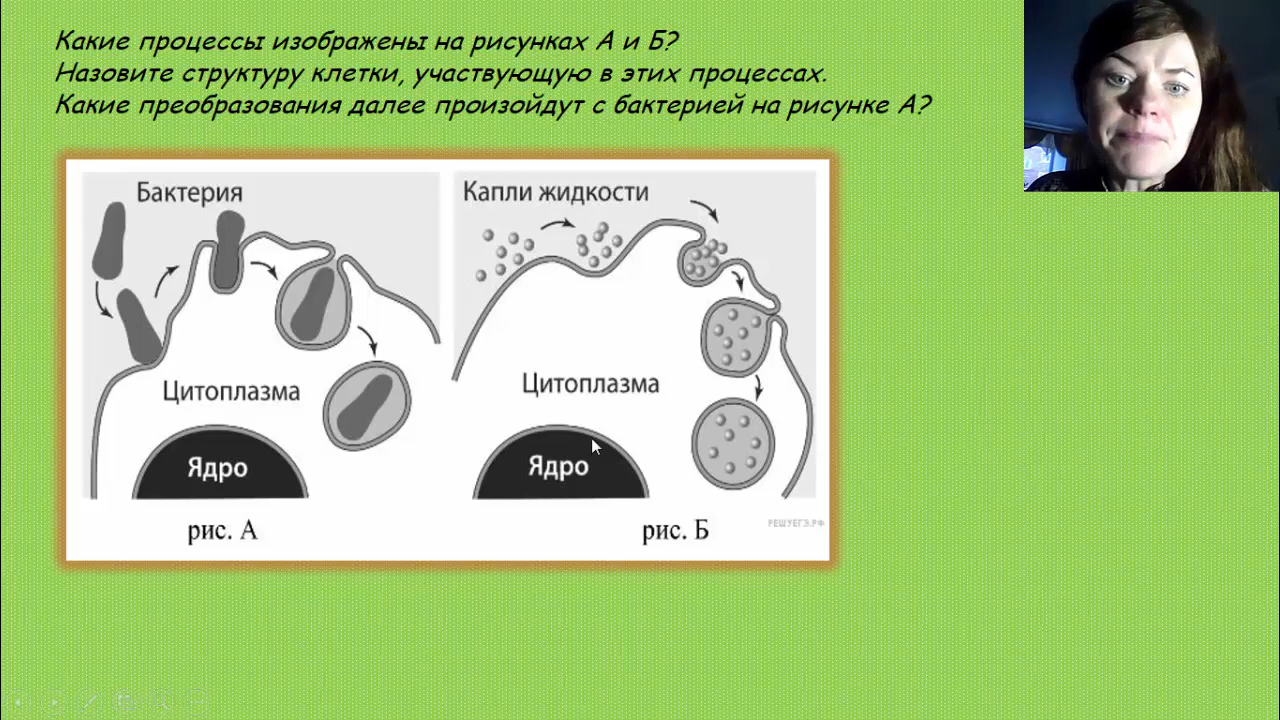 Какие процессы изображены на рисунках А и Б?
Назовите структуру клетки, участвующую в этих процессах.
Какие преобразования далее произойдут с бактерией на рисунке А?
Бактерия
Цитоплазма
Ядро
рис. А
Капли жидкости
Цитоплазма
Ядро
рис. Б
РЕШУЕГЭ.РФ